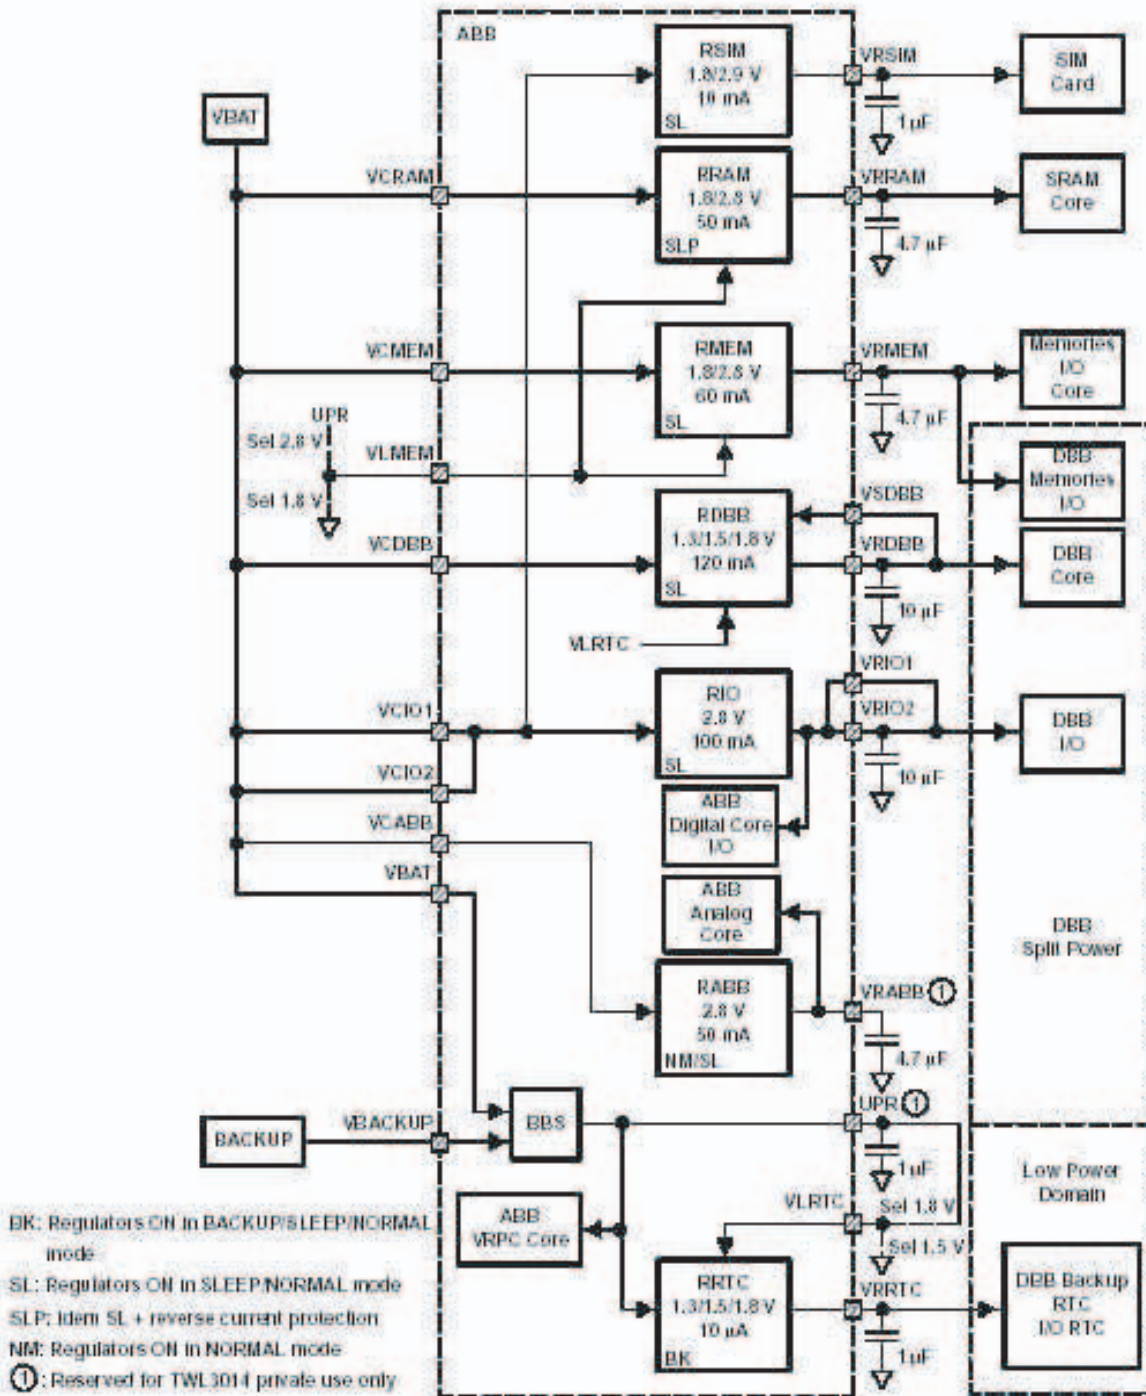 ABB
RSIM
1.8/2.9 V
10 mA
SL
VRSIM
1 µF
SIM
Card
VBAT
VCRAM
RRAM
1.8/2.8 V
50 mA
SLP
VRRAM
4.7 µF
SRAM
Core
VCMEM
RMEM
1.8/2.8 V
60 mA
SL
VRMEM
4.7 µF
Memories
I/O
Core
UPR
Sel 2.8 V
Sel 1.8 V
VLMEM
DBB
Memories
I/O
VCDBB
RDBB
1.3/1.5/1.8 V
120 mA
SL
VSDBB
VRDBB
10 µF
DBB
Core
VLRTC
VCIO1
VCIO2
RIO
2.8 V
100 mA
SL
VRIO1
VRIO2
10 µF
DBB
I/O
VCABB
VBAT
ABB
Digital Core
I/O
ABB
Analog
Core
DBB
Split Power
RABB
2.8 V
50 mA
NM/SL
VRABB 1
4.7 µF
BACKUP
VBACKUP
BBS
UPR 1
1 µF
Low Power
Domain
ABB
VRPC Core
VLRTC
Sel 1.8 V
Sel 1.5 V
RRTC
1.3/1.5/1.8 V
10 µA
BK
VRRTC
1 µF
DBB Backup
RTC
I/O RTC
BK: Regulators ON in BACKUP/SLEEP/NORMAL
mode
SL: Regulators ON in SLEEP/NORMAL mode
SLP: Idem SL + reverse current protection
NM: Regulators ON in NORMAL mode
1 : Reserved for TWL3014 private use only